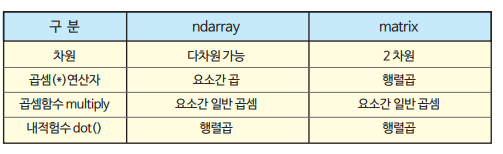 구 분 ndarray matrix
차원 다차원 가능 2 차원
곱셈(*)연산자 요소간 곱 행렬곱
곱셈함수 multiply 요소간 일반 곱셈 요소간 일반 곱셈
내적험수 dot() 행렬곱 행렬곱